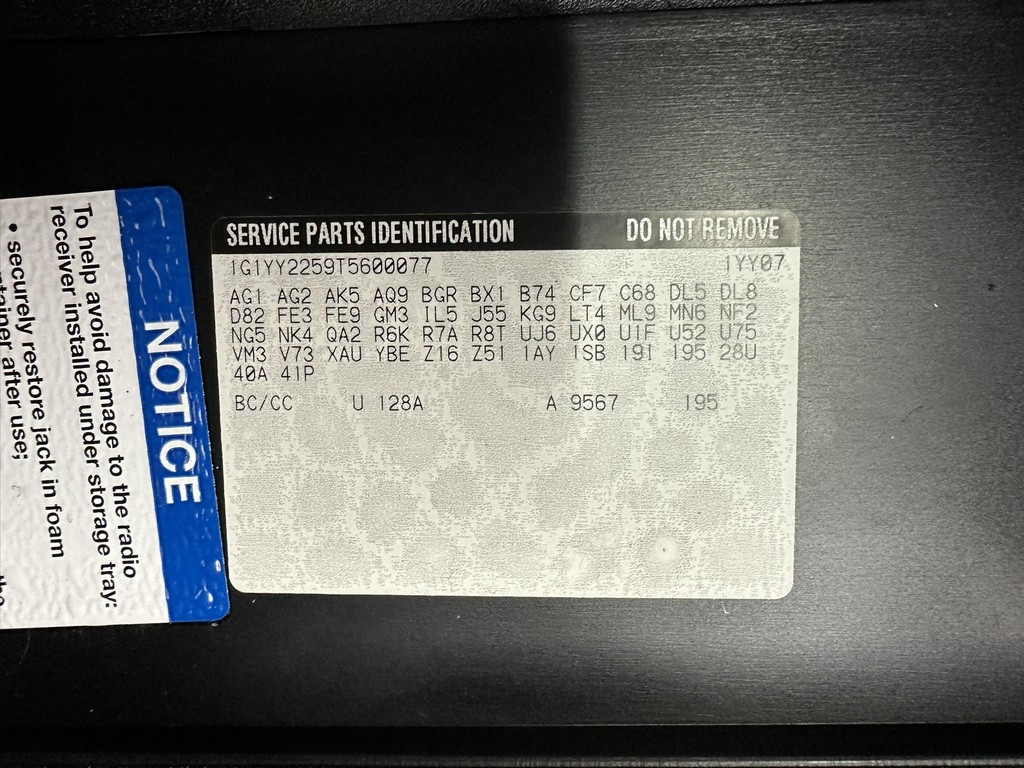 SERVICE PARTS IDENTIFICATION DO NOT REMOVE
1G1YY2259T5600077 1YY07
AG1 AG2 AK5 AQ9 BGR BX1 B74 CF7 C68 DL5 DL8
D82 FE3 FE9 GM3 IL5 J55 KG9 LT4 ML9 MN6 NF2
NG5 NK4 QA2 R6K R7A R8T UJ6 UX0 U1F U52 U75
VM3 V73 XAU YBE Z16 Z51 1AY 1SB 19I 195 28U
40A 41P
BC/CC U 128A A 9567 195
NOTICE
To help avoid damage to the radio
receiver installed under storage tray:
• securely restore jack in foam
after use;